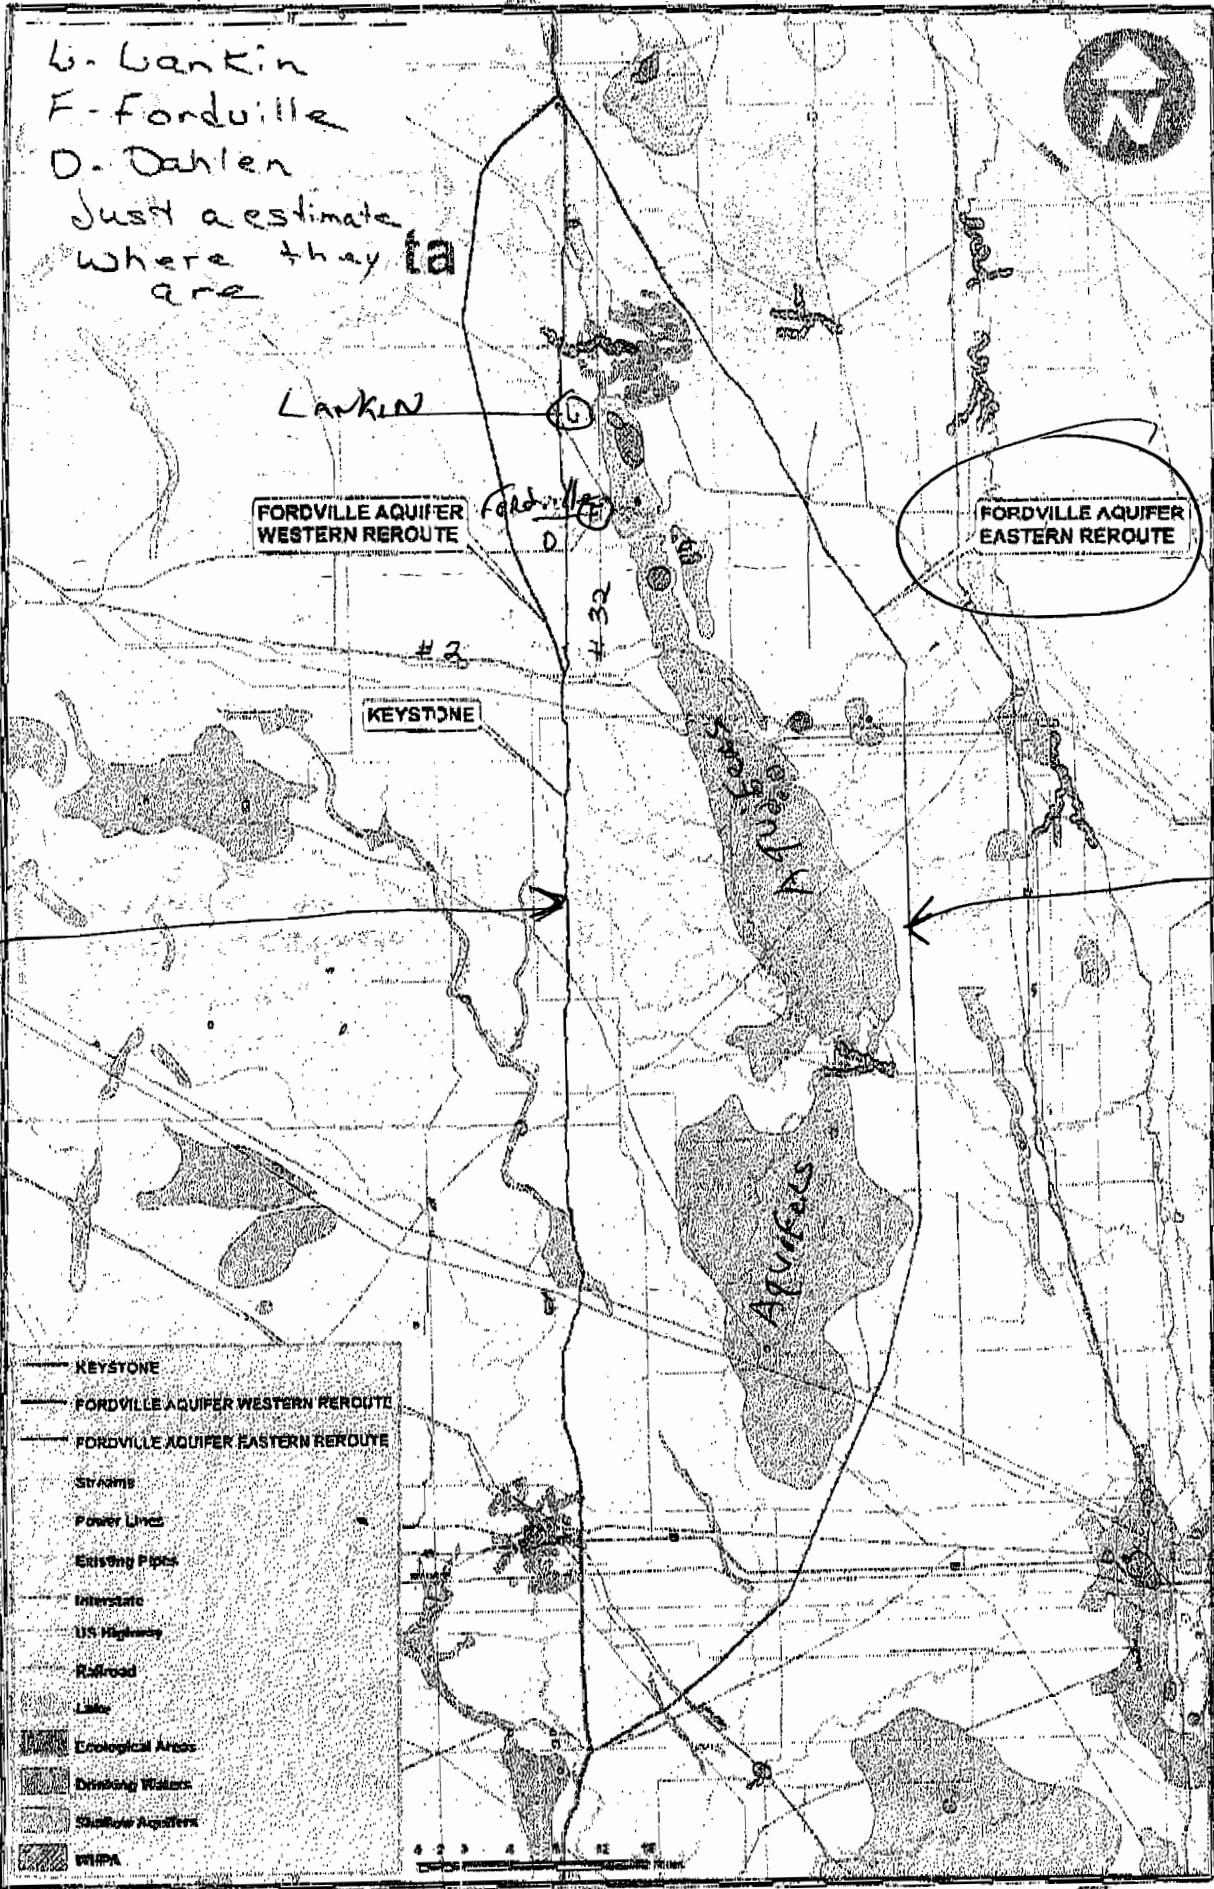 L - Lankin
F - Fordville
D - Dahlen
Just a estimate
where they
are
ta
N
LANKIN
L
FORDVILLE AQUIFER
WESTERN REROUTE
Fordville
F
D
FORDVILLE AQUIFER
EASTERN REROUTE
# 32
# 2
KEYSTONE
Aquifers
KEYSTONE
FORDVILLE AQUIFER WESTERN REROUTE
FORDVILLE AQUIFER EASTERN REROUTE
Streams
Power Lines
Existing Pipes
Interstate
US Highway
Railroad
Lake
Ecological Areas
Drinking Waters
Shallow Aquifers
WHPA